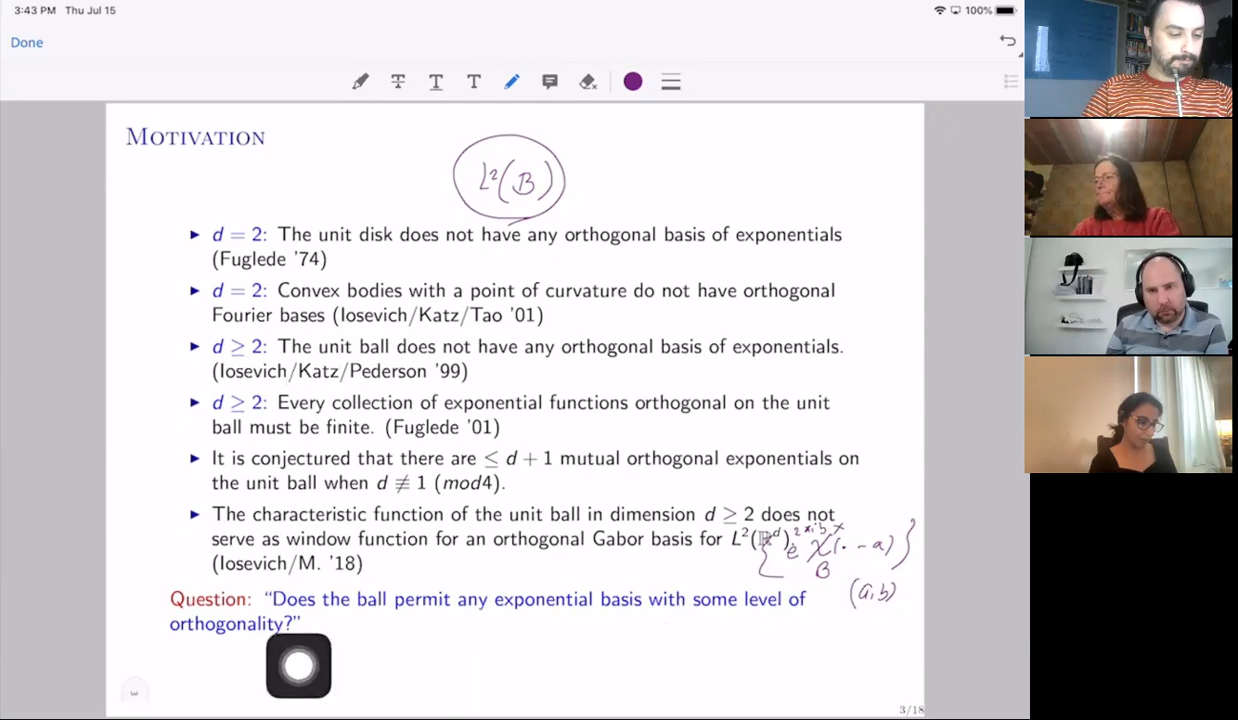 3:43 PM Thu Jul 15
100%
Done
T T T
MOTIVATION
L²(B)
► d = 2: The unit disk does not have any orthogonal basis of exponentials
(Fuglede '74)
► d = 2: Convex bodies with a point of curvature do not have orthogonal
Fourier bases (Iosevich/Katz/Tao '01)
► d ≥ 2: The unit ball does not have any orthogonal basis of exponentials.
(Iosevich/Katz/Pederson '99)
► d ≥ 2: Every collection of exponential functions orthogonal on the unit
ball must be finite. (Fuglede '01)
► It is conjectured that there are ≤ d + 1 mutual orthogonal exponentials on
the unit ball when d ≢ 1 (mod4).
► The characteristic function of the unit ball in dimension d ≥ 2 does not
serve as window function for an orthogonal Gabor basis for L²(ℝᵈ).
(Iosevich/M. '18)
χ(· - a)
B
(a,b)
Question: "Does the ball permit any exponential basis with some level of
orthogonality?"
3
3/18